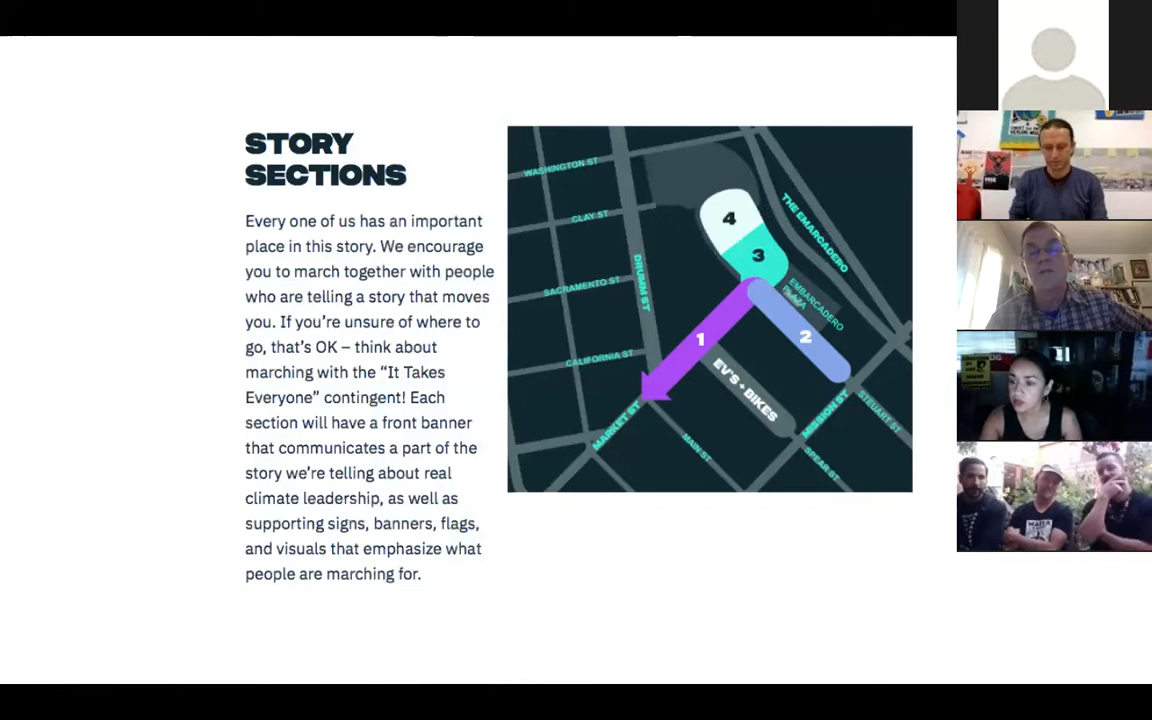 STORY
SECTIONS
Every one of us has an important
place in this story. We encourage
you to march together with people
who are telling a story that moves
you. If you’re unsure of where to
go, that’s OK – think about
marching with the “It Takes
Everyone” contingent! Each
section will have a front banner
that communicates a part of the
story we’re telling about real
climate leadership, as well as
supporting signs, banners, flags,
and visuals that emphasize what
people are marching for.
WASHINGTON ST
CLAY ST
SACRAMENTO ST
CALIFORNIA ST
DRUMM ST
THE EMARCADERO
EMBARCADERO
PLAZA
4
3
2
1
EV'S + BIKES
MARKET ST
MAIN ST
MISSION ST
SPEAR ST
STEUART ST